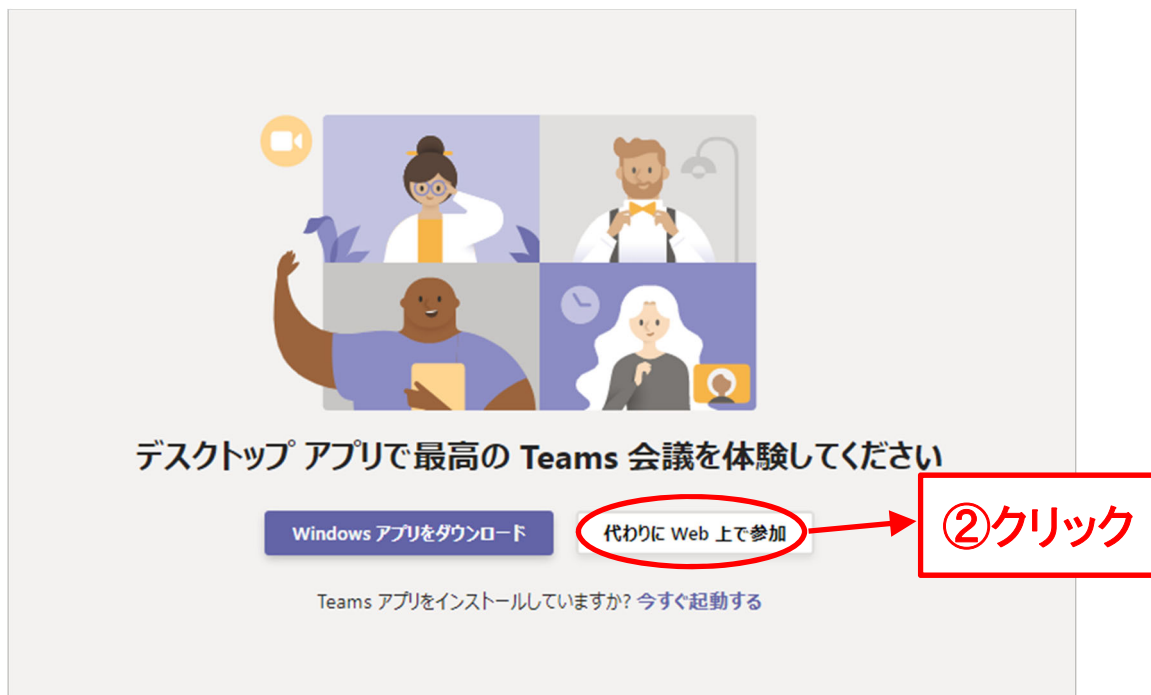 デスクトップ アプリで最高の Teams 会議を体験してください
Windows アプリをダウンロード
代わりに Web 上で参加
②クリック
Teams アプリをインストールしていますか? 今すぐ起動する